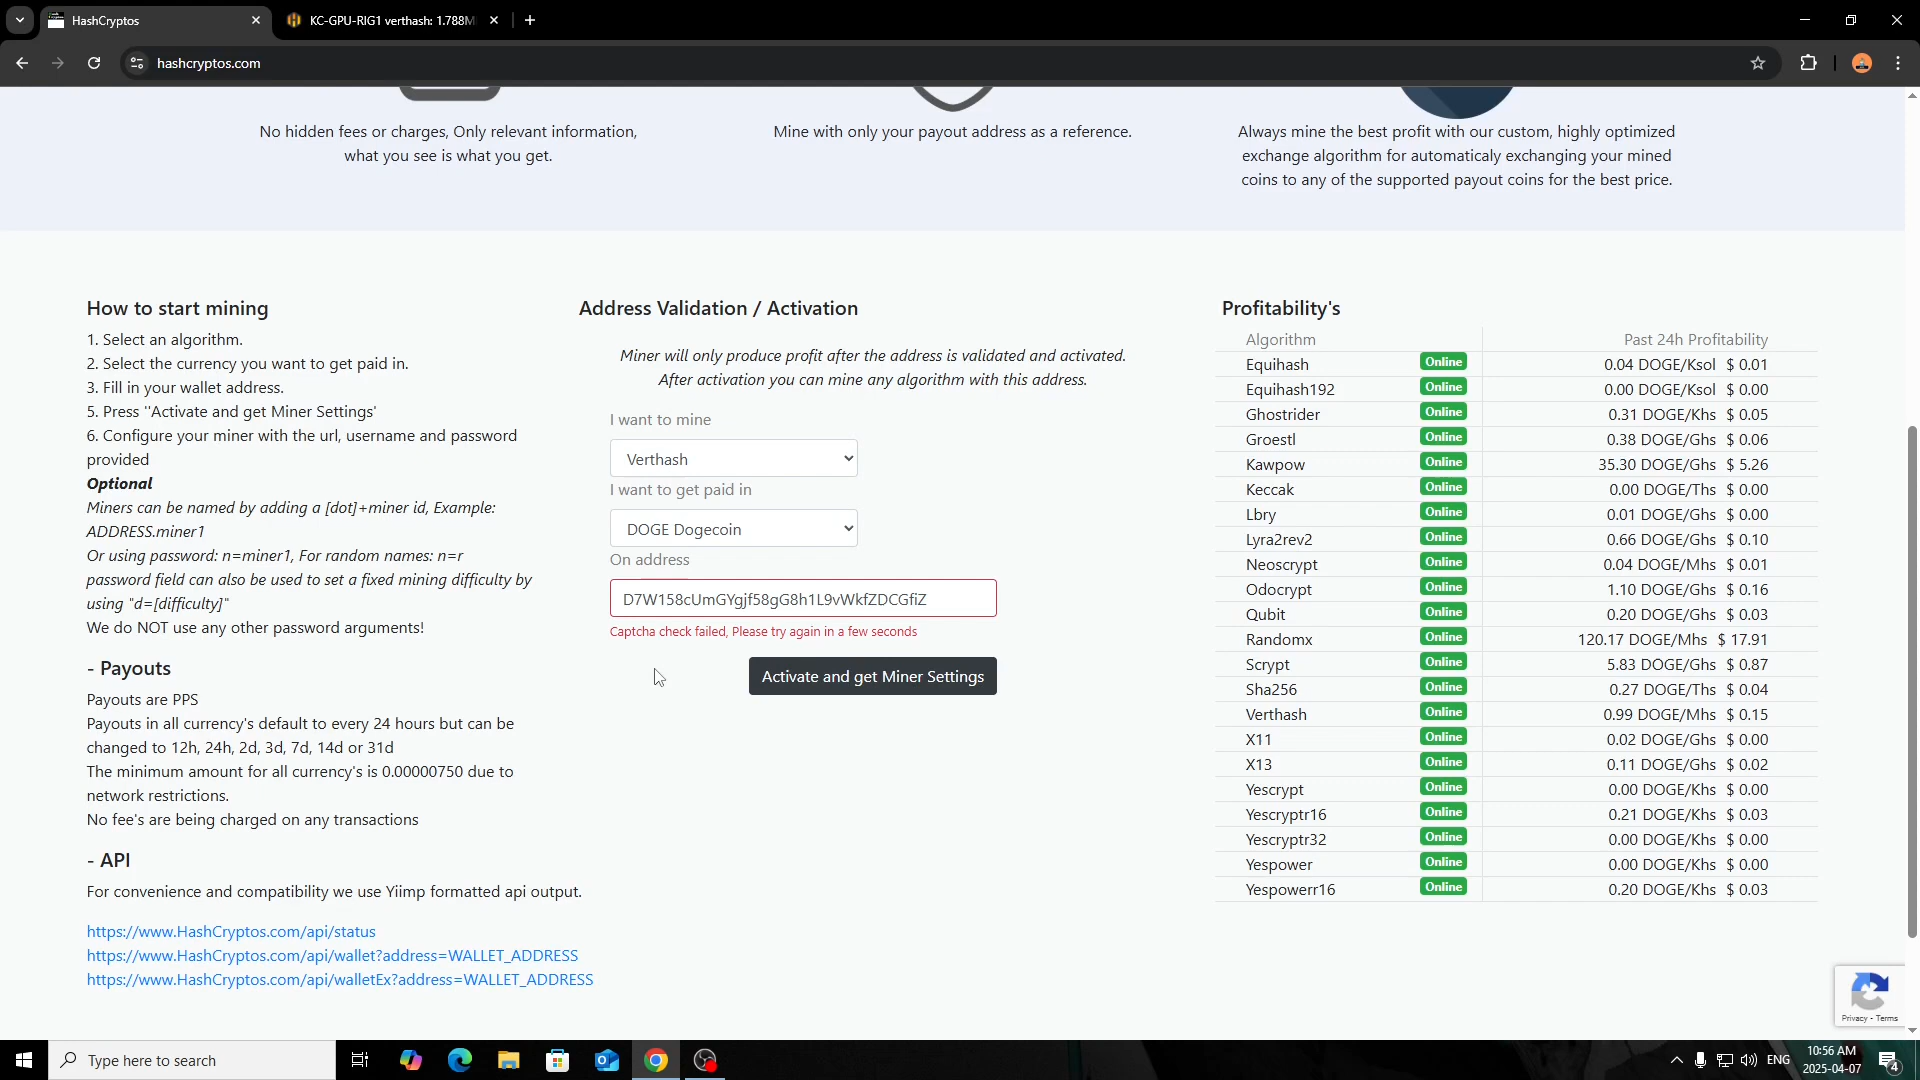 HashCryptos
KC-GPU-RIG1 verthash: 1.788M
hashcryptos.com
No hidden fees or charges, Only relevant information,
what you see is what you get.
Mine with only your payout address as a reference.
Always mine the best profit with our custom, highly optimized
exchange algorithm for automaticaly exchanging your mined
coins to any of the supported payout coins for the best price.
How to start mining
1. Select an algorithm.
2. Select the currency you want to get paid in.
3. Fill in your wallet address.
5. Press ''Activate and get Miner Settings'
6. Configure your miner with the url, username and password
provided
Optional
Miners can be named by adding a [dot]+miner id, Example:
ADDRESS.miner1
Or using password: n=miner1, For random names: n=r
password field can also be used to set a fixed mining difficulty by
using "d=[difficulty]"
We do NOT use any other password arguments!
- Payouts
Payouts are PPS
Payouts in all currency's default to every 24 hours but can be
changed to 12h, 24h, 2d, 3d, 7d, 14d or 31d
The minimum amount for all currency's is 0.00000750 due to
network restrictions.
No fee's are being charged on any transactions
- API
For convenience and compatibility we use Yiimp formatted api output.
https://www.HashCryptos.com/api/status
https://www.HashCryptos.com/api/wallet?address=WALLET_ADDRESS
https://www.HashCryptos.com/api/walletEx?address=WALLET_ADDRESS
Address Validation / Activation
Miner will only produce profit after the address is validated and activated.
After activation you can mine any algorithm with this address.
I want to mine
Verthash
I want to get paid in
DOGE Dogecoin
On address
D7W158cUmGYgjf58gG8h1L9vWkfZDCGfiZ
Captcha check failed, Please try again in a few seconds
Activate and get Miner Settings
Profitability's
Algorithm Past 24h Profitability
Equihash Online 0.04 DOGE/Ksol $ 0.01
Equihash192 Online 0.00 DOGE/Ksol $ 0.00
Ghostrider Online 0.31 DOGE/Khs $ 0.05
Groestl Online 0.38 DOGE/Ghs $ 0.06
Kawpow Online 35.30 DOGE/Ghs $ 5.26
Keccak Online 0.00 DOGE/Ths $ 0.00
Lbry Online 0.01 DOGE/Ghs $ 0.00
Lyra2rev2 Online 0.66 DOGE/Ghs $ 0.10
Neoscrypt Online 0.04 DOGE/Mhs $ 0.01
Odocrypt Online 1.10 DOGE/Ghs $ 0.16
Qubit Online 0.20 DOGE/Ghs $ 0.03
Randomx Online 120.17 DOGE/Mhs $ 17.91
Scrypt Online 5.83 DOGE/Ghs $ 0.87
Sha256 Online 0.27 DOGE/Ths $ 0.04
Verthash Online 0.99 DOGE/Mhs $ 0.15
X11 Online 0.02 DOGE/Ghs $ 0.00
X13 Online 0.11 DOGE/Ghs $ 0.02
Yescrypt Online 0.00 DOGE/Khs $ 0.00
Yescryptr16 Online 0.21 DOGE/Khs $ 0.03
Yescryptr32 Online 0.00 DOGE/Khs $ 0.00
Yespower Online 0.00 DOGE/Khs $ 0.00
Yespowerr16 Online 0.20 DOGE/Khs $ 0.03
Privacy - Terms
Type here to search
ENG
10:56 AM
2025-04-07
4